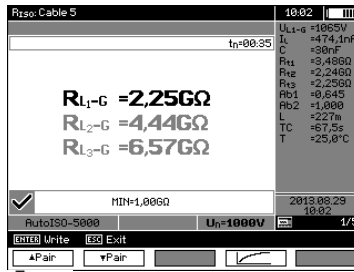 RISO: Cable 5
10:02
tn=00:35
RL1-G =2,25GΩ
RL2-G =4,44GΩ
RL3-G =6,57GΩ
MIN=1,00GΩ
UL1-G =1065V
IL =474,1nA
C =30nF
Rt1 =3,48GΩ
Rt2 =2,24GΩ
Rt3 =2,25GΩ
Ab1 =0,645
Ab2 =1,000
L =227m
TC =67,5s
T =25,0°C
2013.08.29
10:02
AutoISO-5000
Un=1000V
1/5
ENTER Write ESC Exit
▲Pair
▼Pair